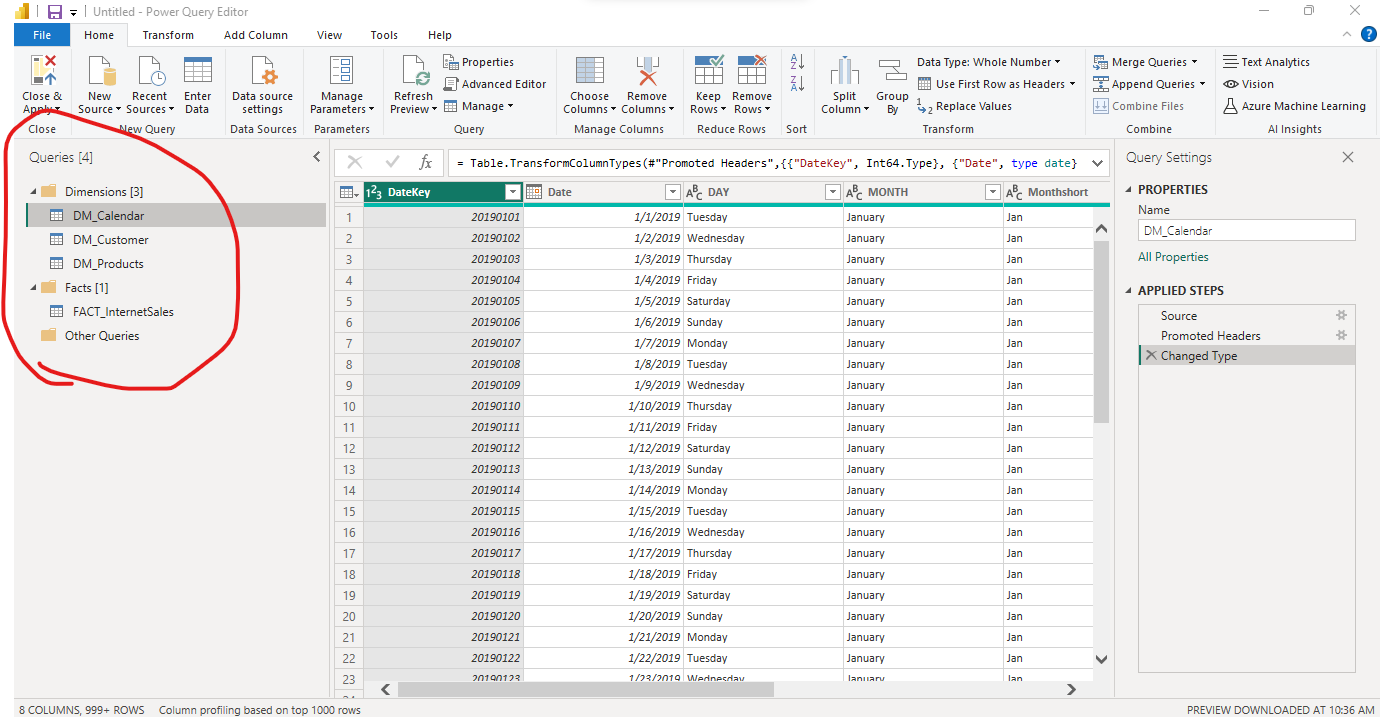 Untitled - Power Query Editor
File Home Transform Add Column View Tools Help
Close & Apply
New Source
Recent Sources
Enter Data
Data source settings
Manage Parameters
Refresh Preview
Properties
Advanced Editor
Manage
Choose Columns
Remove Columns
Keep Rows
Remove Rows
Split Column
Group By
Data Type: Whole Number
Use First Row as Headers
Replace Values
Merge Queries
Append Queries
Combine Files
Text Analytics
Vision
Azure Machine Learning
Close New Query Data Sources Parameters Query Manage Columns Reduce Rows Sort Transform Combine AI Insights
Queries [4]
Dimensions [3]
DM_Calendar
DM_Customer
DM_Products
Facts [1]
FACT_InternetSales
Other Queries
fx = Table.TransformColumnTypes(#"Promoted Headers",{{"DateKey", Int64.Type}, {"Date", type date}
DateKey Date DAY MONTH Monthshort
1 20190101 1/1/2019 Tuesday January Jan
2 20190102 1/2/2019 Wednesday January Jan
3 20190103 1/3/2019 Thursday January Jan
4 20190104 1/4/2019 Friday January Jan
5 20190105 1/5/2019 Saturday January Jan
6 20190106 1/6/2019 Sunday January Jan
7 20190107 1/7/2019 Monday January Jan
8 20190108 1/8/2019 Tuesday January Jan
9 20190109 1/9/2019 Wednesday January Jan
10 20190110 1/10/2019 Thursday January Jan
11 20190111 1/11/2019 Friday January Jan
12 20190112 1/12/2019 Saturday January Jan
13 20190113 1/13/2019 Sunday January Jan
14 20190114 1/14/2019 Monday January Jan
15 20190115 1/15/2019 Tuesday January Jan
16 20190116 1/16/2019 Wednesday January Jan
17 20190117 1/17/2019 Thursday January Jan
18 20190118 1/18/2019 Friday January Jan
19 20190119 1/19/2019 Saturday January Jan
20 20190120 1/20/2019 Sunday January Jan
21 20190121 1/21/2019 Monday January Jan
22 20190122 1/22/2019 Tuesday January Jan
23 20190123 1/23/2019 Wednesday January Jan
Query Settings
PROPERTIES
Name
DM_Calendar
All Properties
APPLIED STEPS
Source
Promoted Headers
Changed Type
8 COLUMNS, 999+ ROWS Column profiling based on top 1000 rows PREVIEW DOWNLOADED AT 10:36 AM